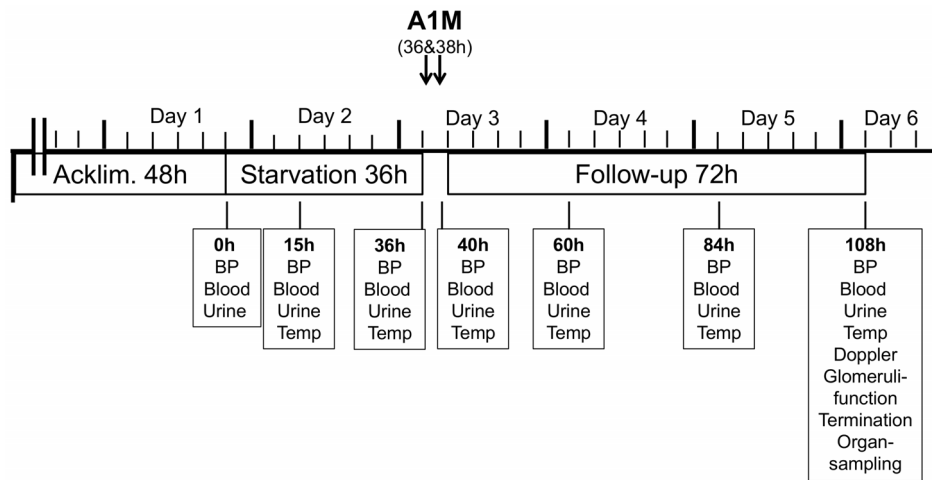 A1M
(36&38h)
Day 1
Day 2
Day 3
Day 4
Day 5
Day 6
Acklim. 48h
Starvation 36h
Follow-up 72h
0h
BP
Blood
Urine
15h
BP
Blood
Urine
Temp
36h
BP
Blood
Urine
Temp
40h
BP
Blood
Urine
Temp
60h
BP
Blood
Urine
Temp
84h
BP
Blood
Urine
Temp
108h
BP
Blood
Urine
Temp
Doppler
Glomeruli-
function
Termination
Organ-
sampling